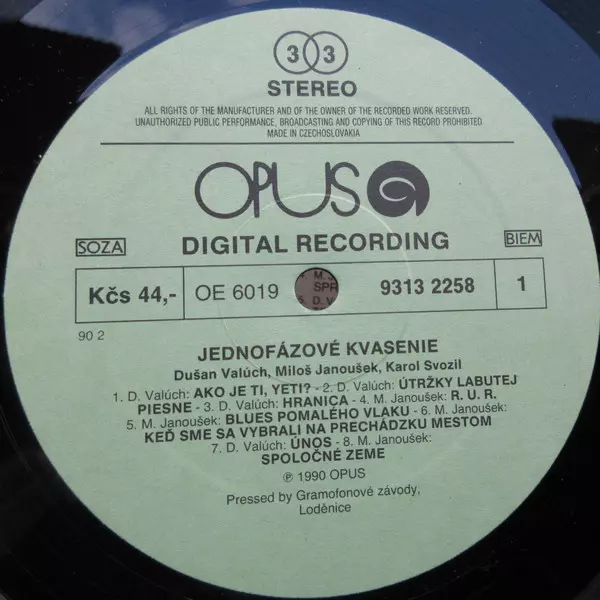 33
STEREO
ALL RIGHTS OF THE MANUFACTURER AND OF THE OWNER OF THE RECORDED WORK RESERVED.
UNAUTHORIZED PUBLIC PERFORMANCE, BROADCASTING AND COPYING OF THIS RECORD PROHIBITED.
MADE IN CZECHOSLOVAKIA
OPUS
SOZA DIGITAL RECORDING BIEM
Kčs 44,- OE 6019 9313 2258 1
90 2
JEDNOFÁZOVÉ KVASENIE
Dušan Valúch, Miloš Janoušek, Karol Svozil
1. D. Valúch: AKO JE TI, YETI? - 2. D. Valúch: ÚTRŽKY LABUTEJ
PIESNE - 3. D. Valúch: HRANICA - 4. M. Janoušek: R. U. R.
5. M. Janoušek: BLUES POMALÉHO VLAKU - 6. M. Janoušek:
KEĎ SME SA VYBRALI NA PRECHÁDZKU MESTOM
7. D. Valúch: ÚNOS - 8. M. Janoušek:
SPOLOČNÉ ZEME
℗ 1990 OPUS
Pressed by Gramofonové závody,
Loděnice